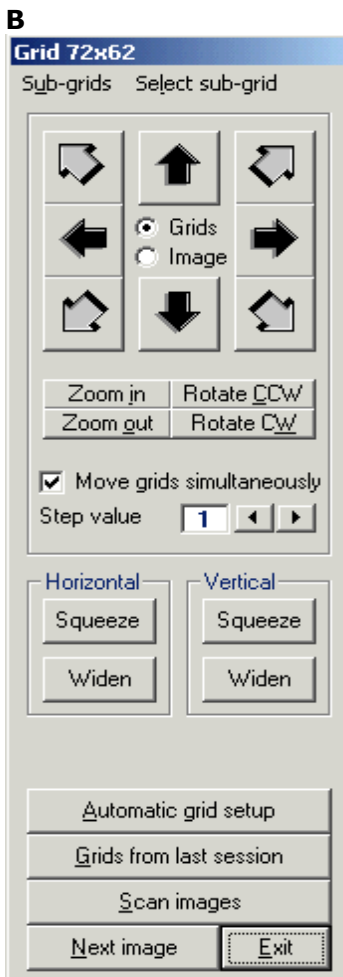 B
Grid 72x62
Sub-grids Select sub-grid
Grids
Image
Zoom in Rotate CCW
Zoom out Rotate CW
Move grids simultaneously
Step value 1
Horizontal Vertical
Squeeze Squeeze
Widen Widen
Automatic grid setup
Grids from last session
Scan images
Next image Exit